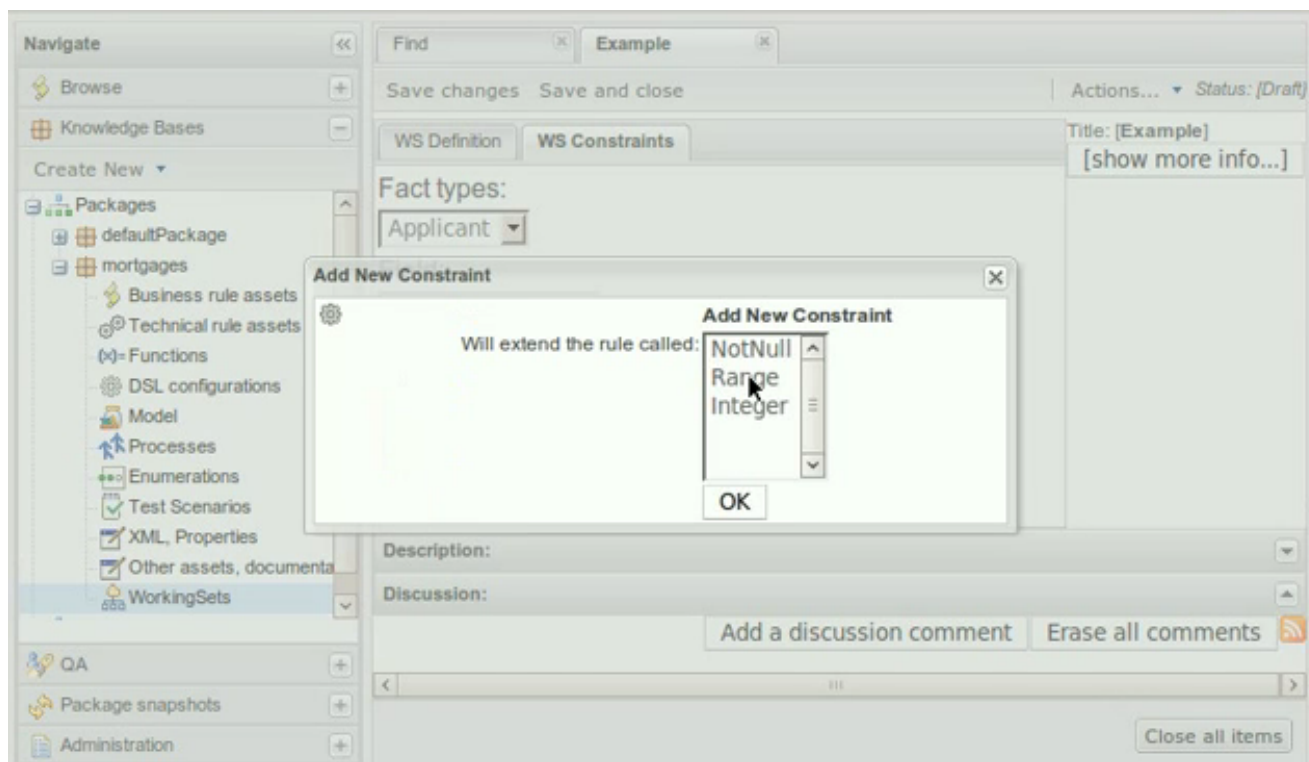 Navigate
Browse
Knowledge Bases
Create New
Packages
defaultPackage
mortgages
Business rule assets
Technical rule assets
(x)= Functions
DSL configurations
Model
Processes
Enumerations
Test Scenarios
XML, Properties
Other assets, documenta
WorkingSets
QA
Package snapshots
Administration
Find
Example
Save changes Save and close
Actions... Status: [Draft]
WS Definition WS Constraints
Title: [Example]
[show more info...]
Fact types:
Applicant
Add New Constraint
Add New Constraint
Will extend the rule called:
NotNull
Range
Integer
OK
Description:
Discussion:
Add a discussion comment Erase all comments
Close all items